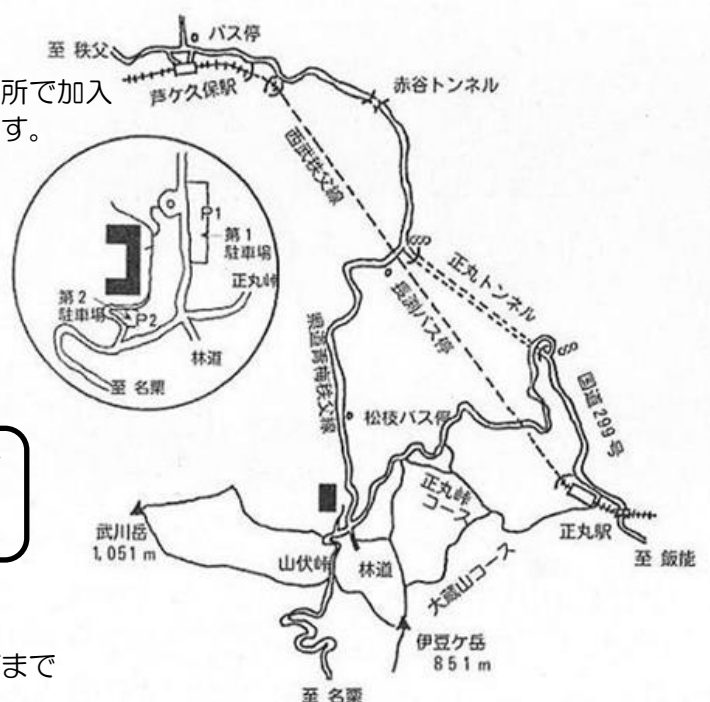 バス停
至 秩父
芦ケ久保駅
赤谷トンネル
所で加入
す。
西武秩父線
P1
第1
駐車場
正丸峠
第2
駐車場
P2
林道
至 名栗
正丸トンネル
長渕バス停
県道青梅秩父線
国道299号
松枝バス停
正丸峠
コース
武川岳
1,051m
山伏峠
林道
大蔵山コース
正丸駅
至 飯能
伊豆ケ岳
851m
まで
至 名栗